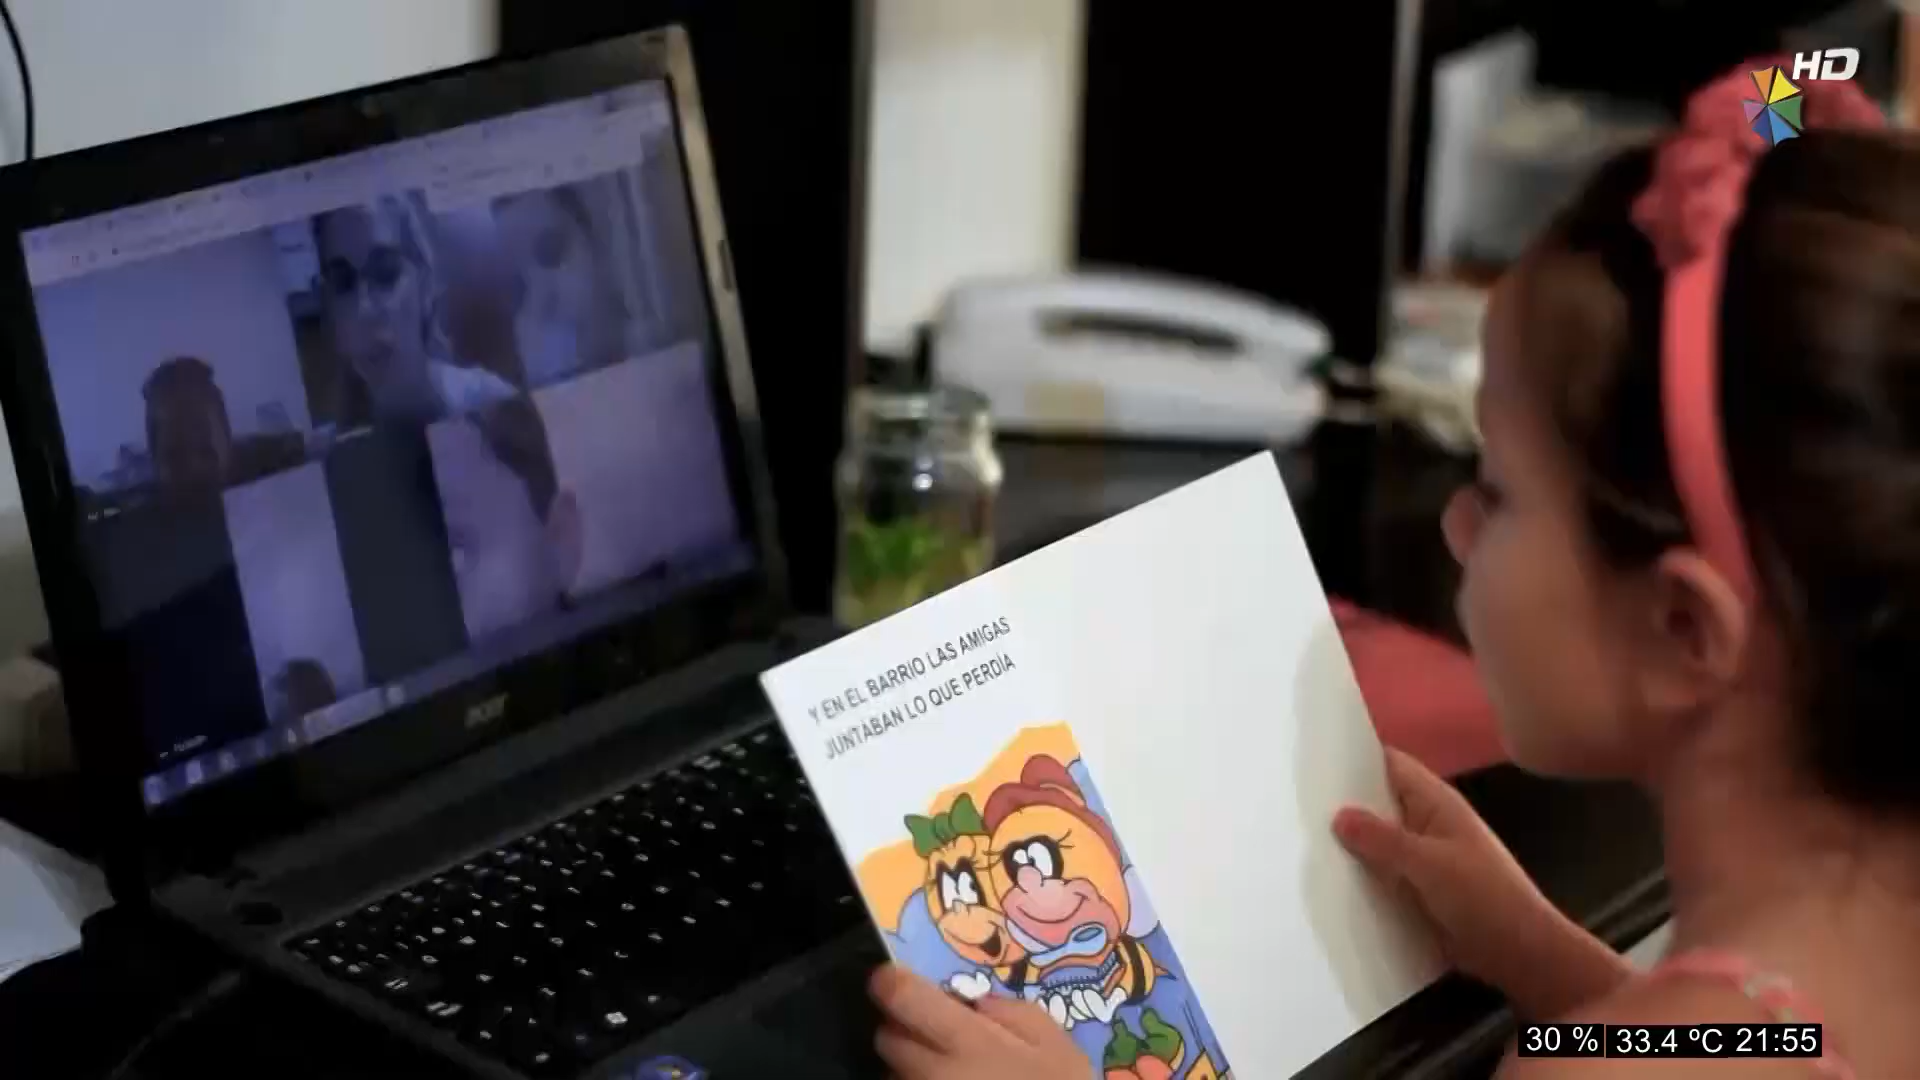 HD
Y EN EL BARRIO LAS AMIGAS
JUNTABAN LO QUE PERDÍA
acer
30 % 33.4 ºC 21:55